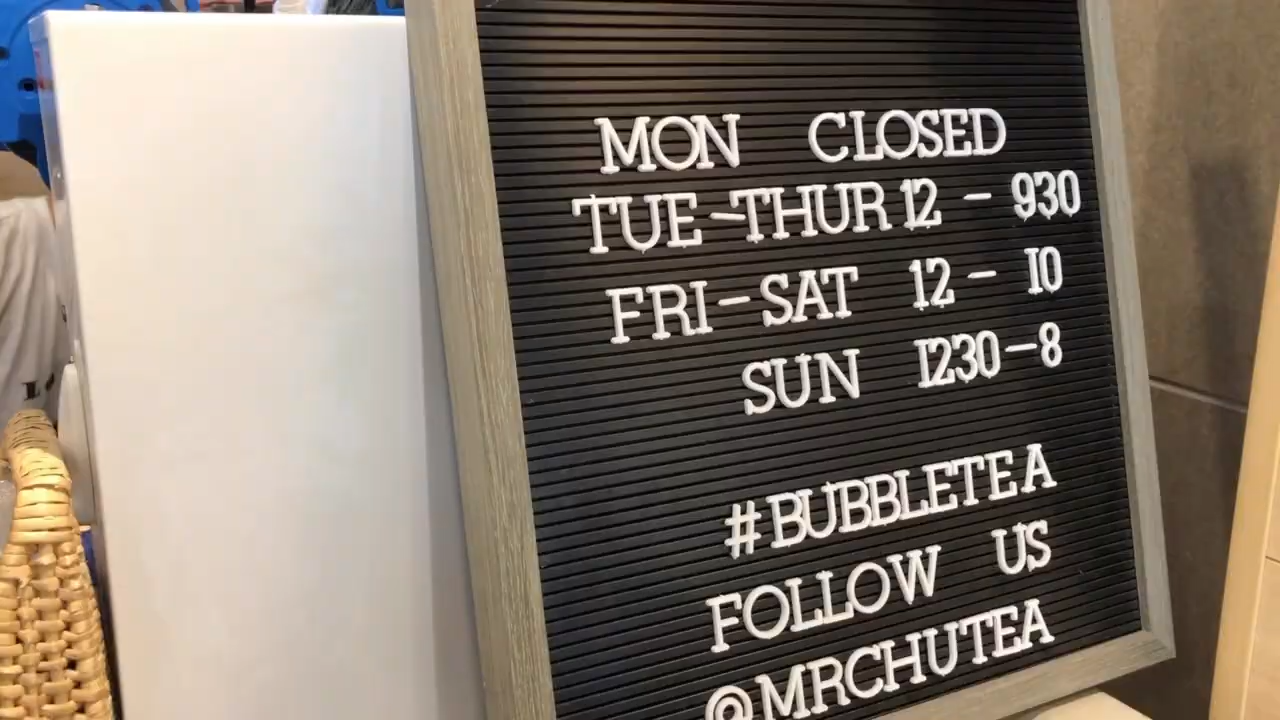 MON CLOSED
TUE-THUR 12 - 930
FRI-SAT 12 - 10
SUN 1230-8
#BUBBLETEA
FOLLOW US
@MRCHUTEA